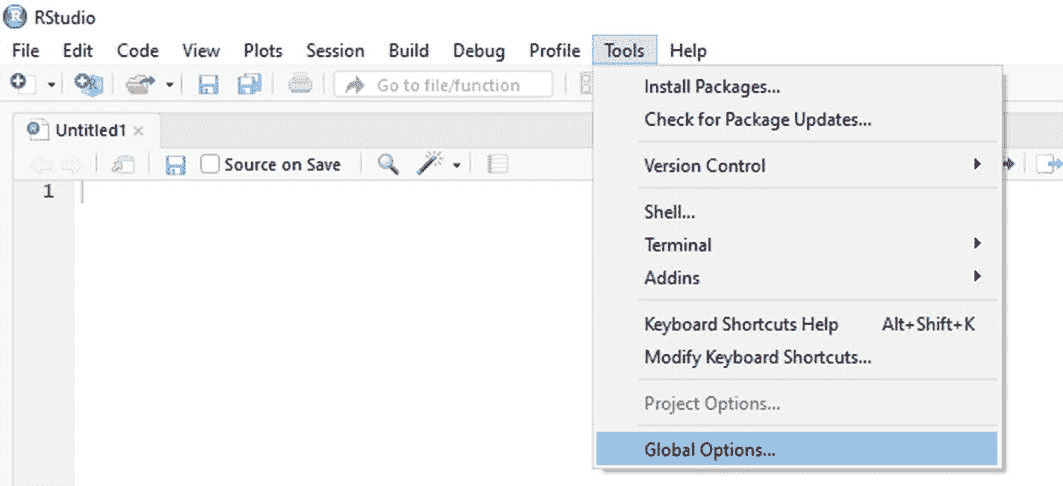 RStudio
File Edit Code View Plots Session Build Debug Profile Tools Help
Go to file/function
Install Packages...
Check for Package Updates...
Untitled1
Source on Save
Version Control
1
Shell...
Terminal
Addins
Keyboard Shortcuts Help Alt+Shift+K
Modify Keyboard Shortcuts...
Project Options...
Global Options...